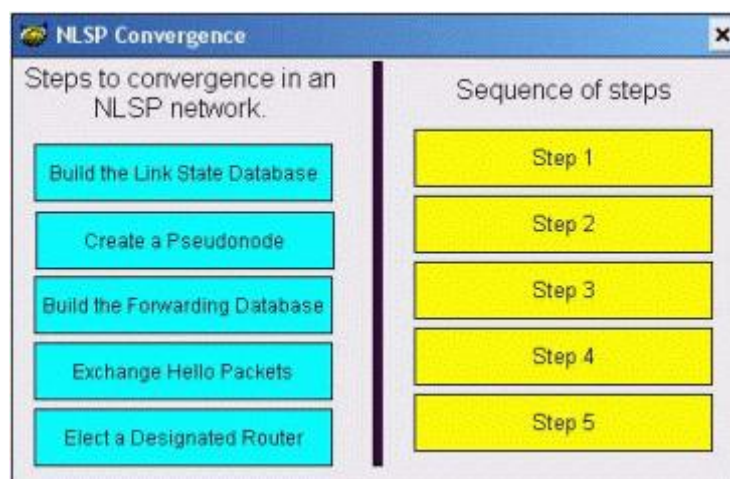 NLSP Convergence
Steps to convergence in an
NLSP network.
Build the Link State Database
Create a Pseudonode
Build the Forwarding Database
Exchange Hello Packets
Elect a Designated Router
Sequence of steps
Step 1
Step 2
Step 3
Step 4
Step 5